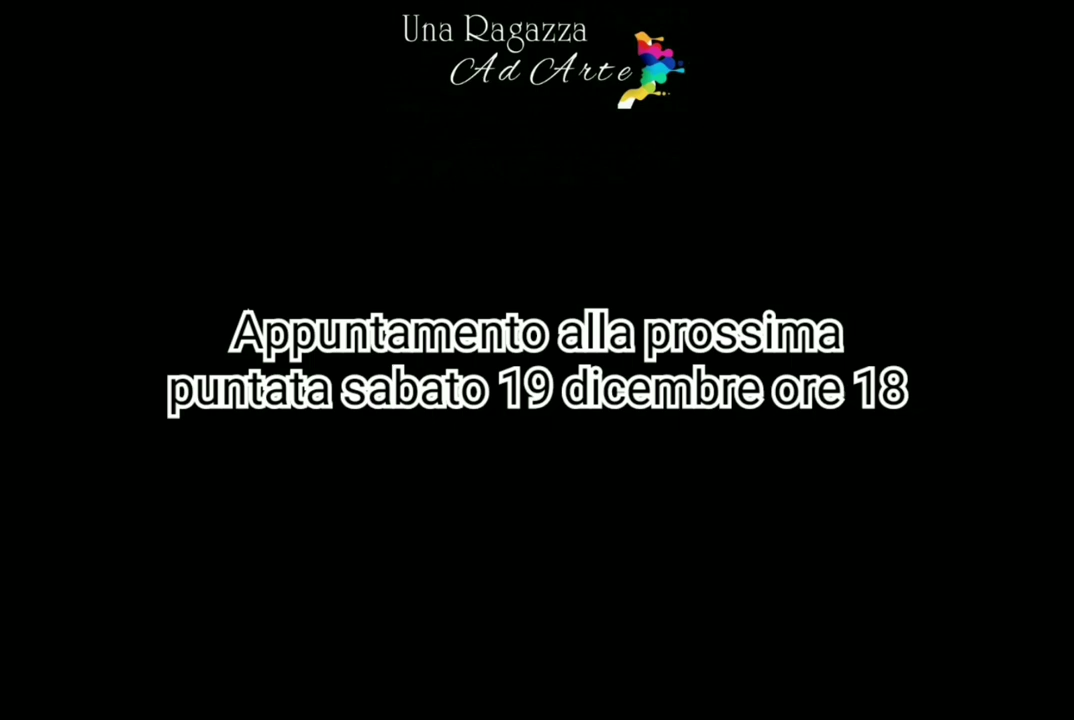 Una Ragazza
Ad Arte
Appuntamento alla prossima
puntata sabato 19 dicembre ore 18